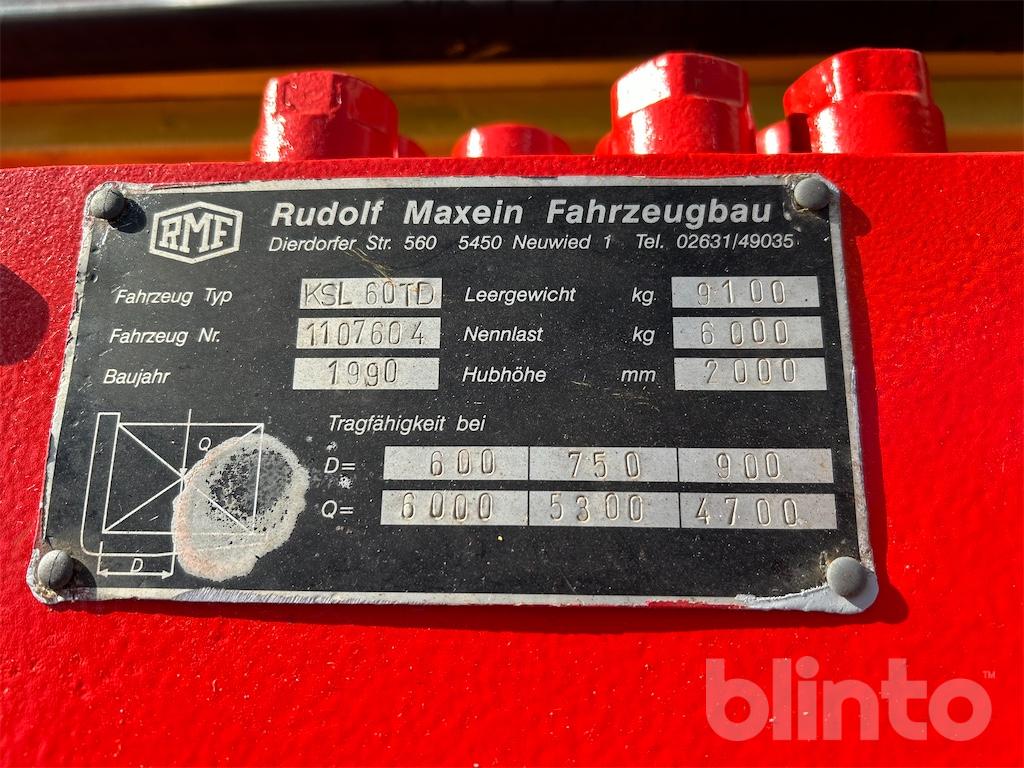 RMF
Rudolf Maxein Fahrzeugbau
Dierdorfer Str. 560 5450 Neuwied 1 Tel. 02631/49035
Fahrzeug Typ KSL 60TD Leergewicht kg 9100
Fahrzeug Nr. 1107604 Nennlast kg 6000
Baujahr 1990 Hubhöhe mm 2000
Tragfähigkeit bei
D= 600 750 900
Q= 6000 5300 4700
Q
D
blinto™